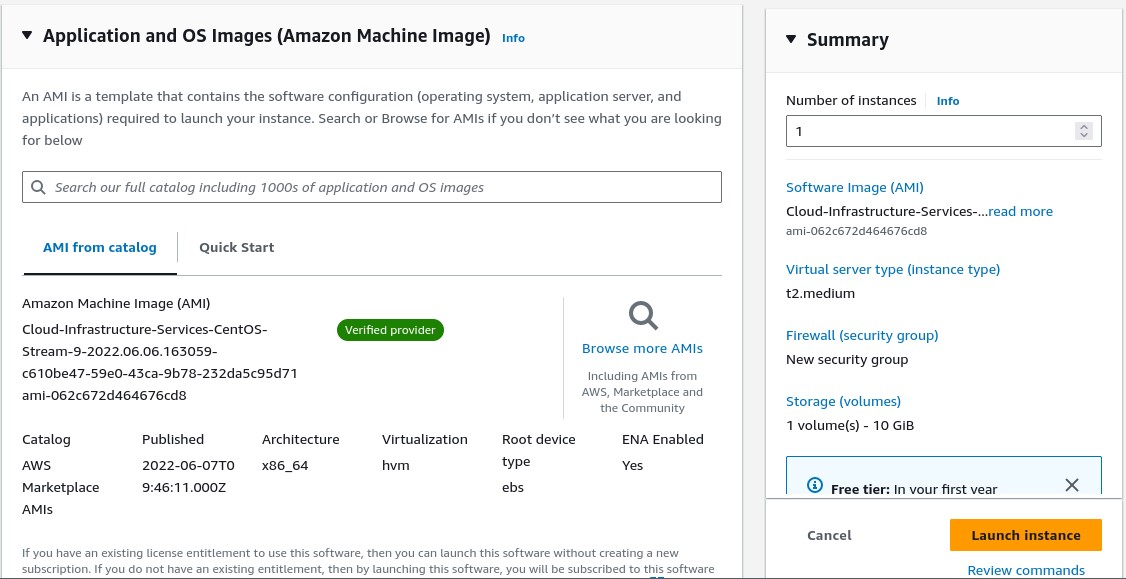 Application and OS Images (Amazon Machine Image) Info
An AMI is a template that contains the software configuration (operating system, application server, and
applications) required to launch your instance. Search or Browse for AMIs if you don't see what you are looking
for below
Search our full catalog including 1000s of application and OS images
AMI from catalog
Quick Start
Amazon Machine Image (AMI)
Cloud-Infrastructure-Services-CentOS-
Stream-9-2022.06.06.163059-
c610be47-59e0-43ca-9b78-232da5c95d71
ami-062c672d464676cd8
Verified provider
Browse more AMIs
Including AMIs from
AWS, Marketplace and
the Community
Catalog
AWS
Marketplace
AMIs
Published
2022-06-07T0
9:46:11.000Z
Architecture
x86_64
Virtualization
hvm
Root device
type
ebs
ENA Enabled
Yes
If you have an existing license entitlement to use this software, then you can launch this software without creating a new
subscription. If you do not have an existing entitlement, then by launching this software, you will be subscribed to this software
Summary
Number of instances Info
1
Software Image (AMI)
Cloud-Infrastructure-Services-...read more
ami-062c672d464676cd8
Virtual server type (instance type)
t2.medium
Firewall (security group)
New security group
Storage (volumes)
1 volume(s) - 10 GiB
Free tier: In your first year
Cancel
Launch instance
Review commands